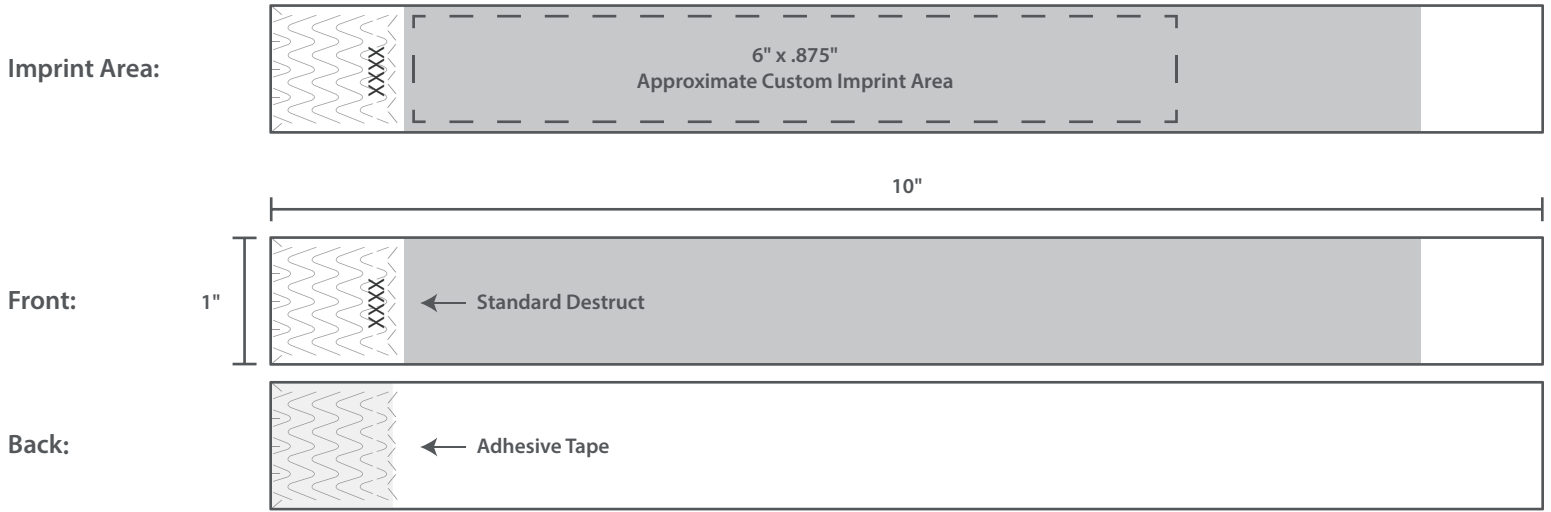 Imprint Area:
6" x .875"
Approximate Custom Imprint Area
XXXX
10"
Front:
1"
XXXX
Standard Destruct
Back:
Adhesive Tape